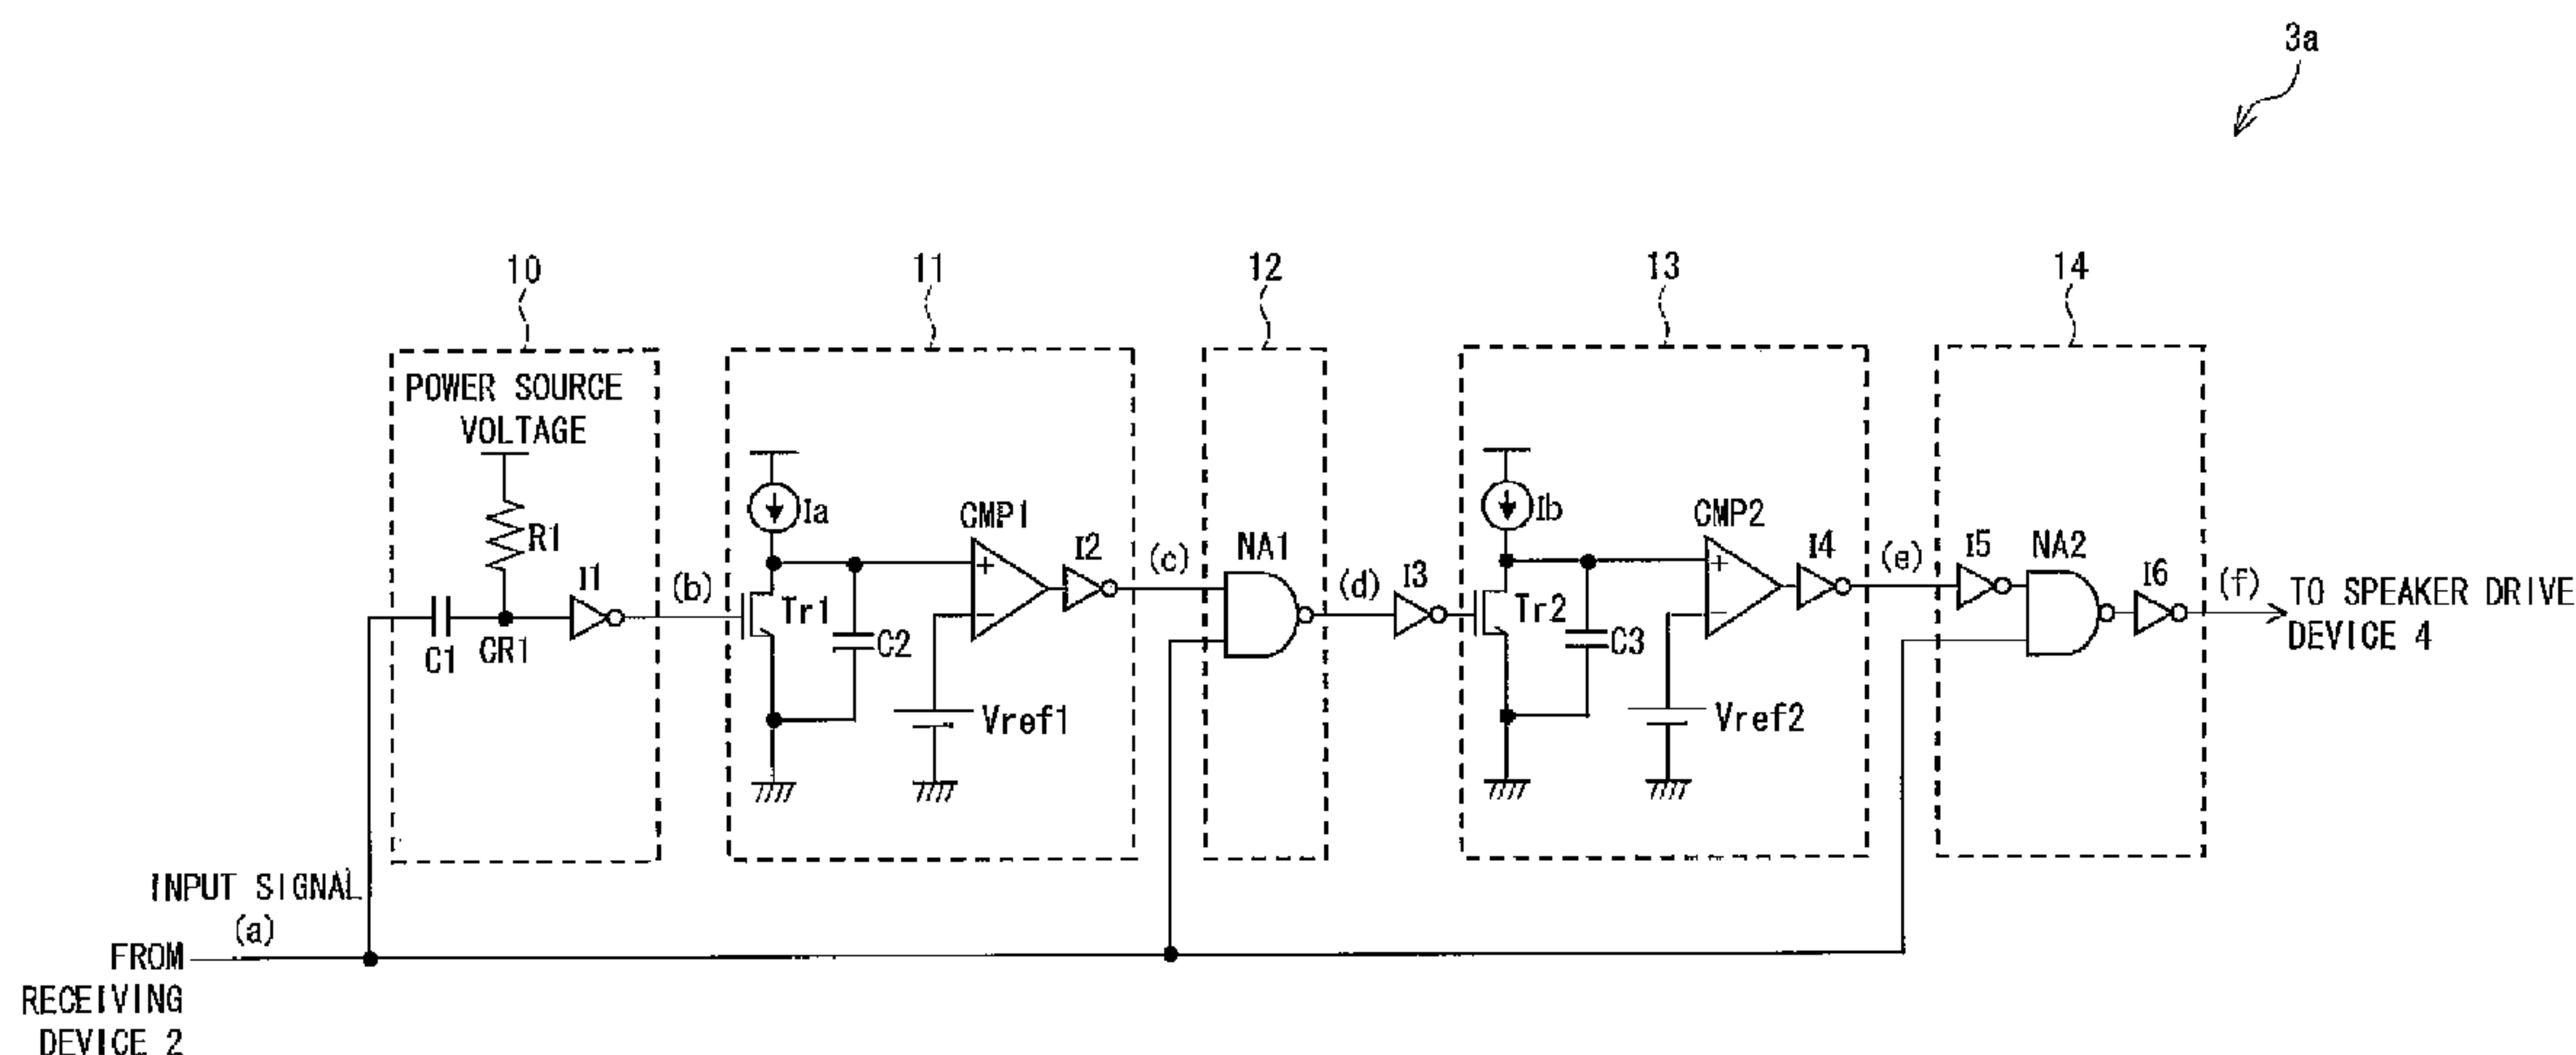 3a
10
11
12
13
14
POWER SOURCE
VOLTAGE
R1
C1
CR1
I1
(b)
Ia
Tr1
C2
CMP1
Vref1
I2
(c)
NA1
(d)
I3
Ib
Tr2
C3
CMP2
Vref2
I4
(e)
I5
NA2
I6
(f)
TO SPEAKER DRIVE
DEVICE 4
INPUT SIGNAL
(a)
FROM
RECEIVING
DEVICE 2